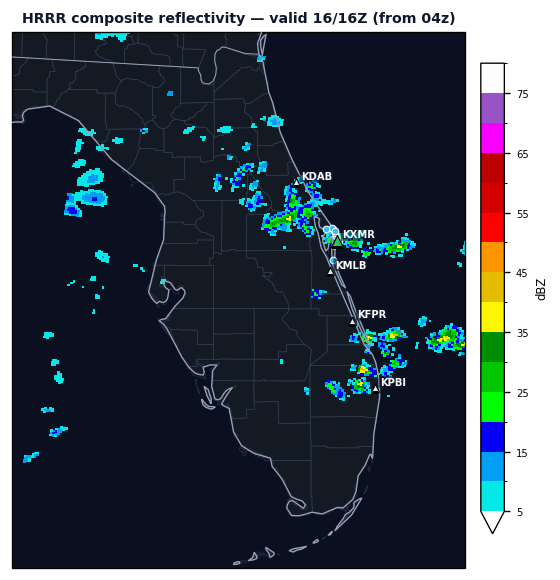 HRRR composite reflectivity — valid 16/16Z (from 04z)
75
65
55
45
35
25
15
5
dBZ
KDAB
KXMR
KMLB
KFPR
KPBI